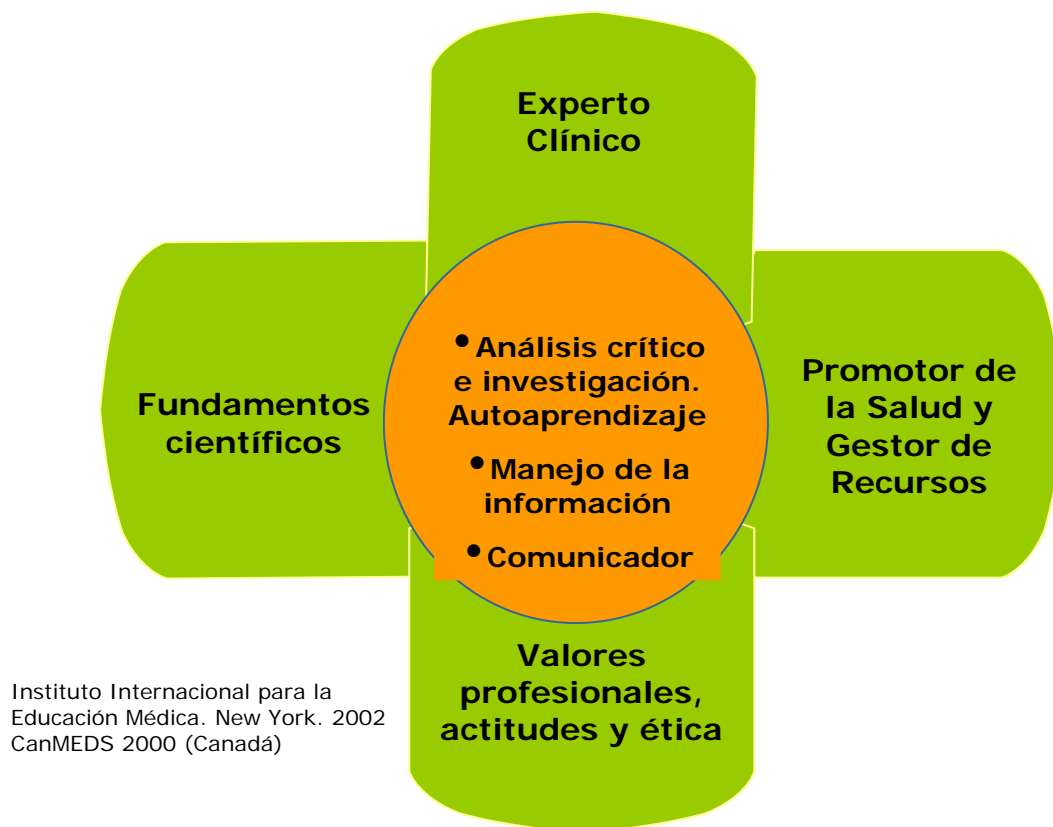 Experto
Clínico
Fundamentos
científicos
•Análisis crítico
e investigación.
Autoaprendizaje
•Manejo de la
información
•Comunicador
Promotor de
la Salud y
Gestor de
Recursos
Valores
profesionales,
actitudes y ética
Instituto Internacional para la
Educación Médica. New York. 2002
CanMEDS 2000 (Canadá)